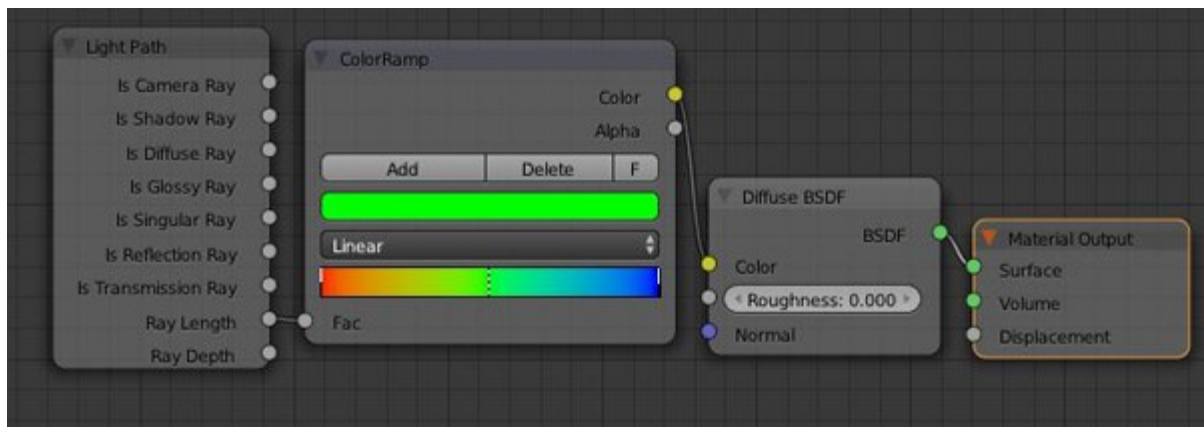 Light Path
Is Camera Ray
Is Shadow Ray
Is Diffuse Ray
Is Glossy Ray
Is Singular Ray
Is Reflection Ray
Is Transmission Ray
Ray Length
Ray Depth
ColorRamp
Color
Alpha
Add Delete F
Linear
Fac
Diffuse BSDF
BSDF
Color
Roughness: 0.000
Normal
Material Output
Surface
Volume
Displacement